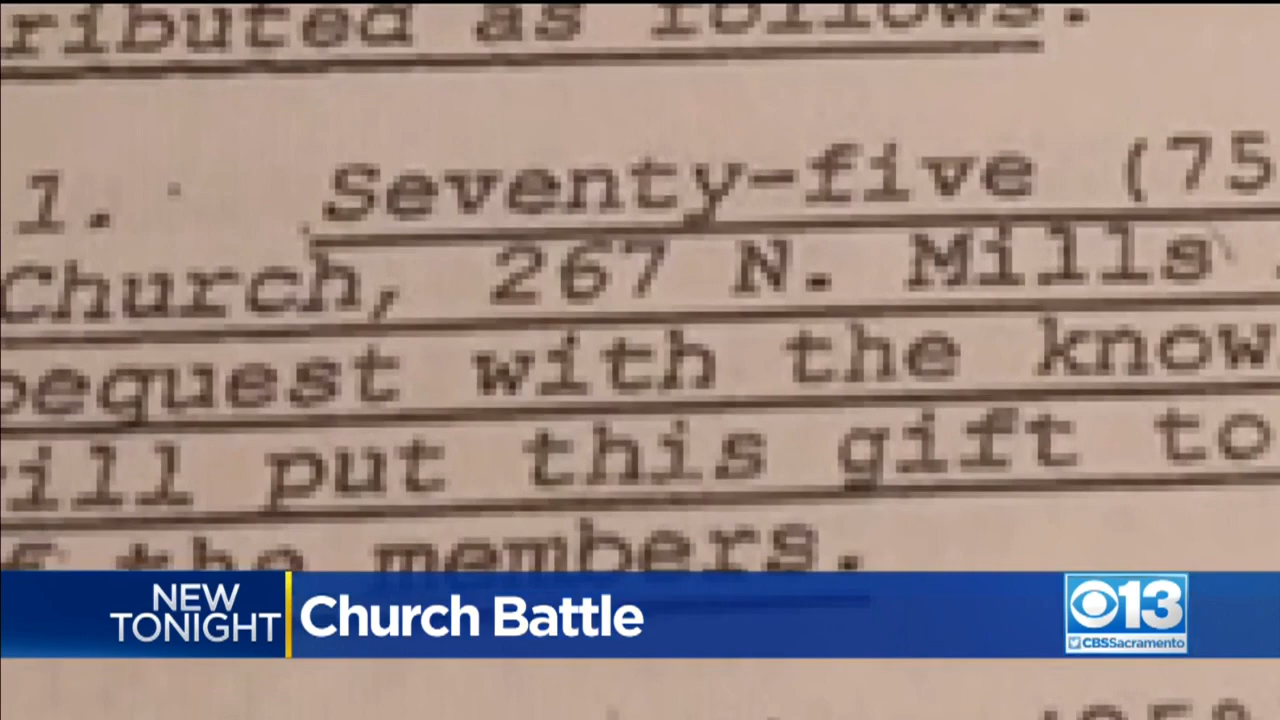 ributed as follows.
1. Seventy-five (75
Church, 267 N. Mills
bequest with the know
ill put this gift to
the members.
NEW
TONIGHT
Church Battle
13
CBSSacramento